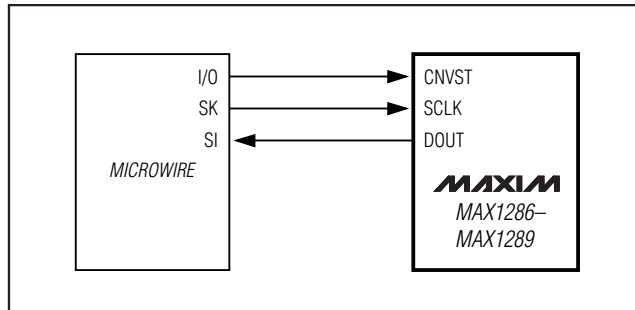 I/O
SK
SI
MICROWIRE
CNVST
SCLK
DOUT
MAXIM
MAX1286–
MAX1289